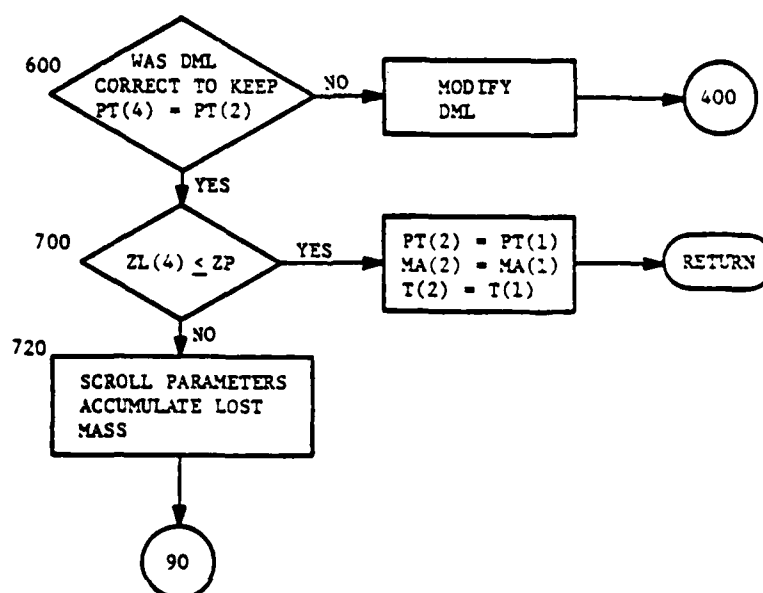 600
WAS DML
CORRECT TO KEEP
PT(4) = PT(2)
NO
MODIFY
DML
400
YES
700
ZL(4) ≤ ZP
YES
PT(2) = PT(1)
MA(2) = MA(1)
T(2) = T(1)
RETURN
NO
720
SCROLL PARAMETERS
ACCUMULATE LOST
MASS
90